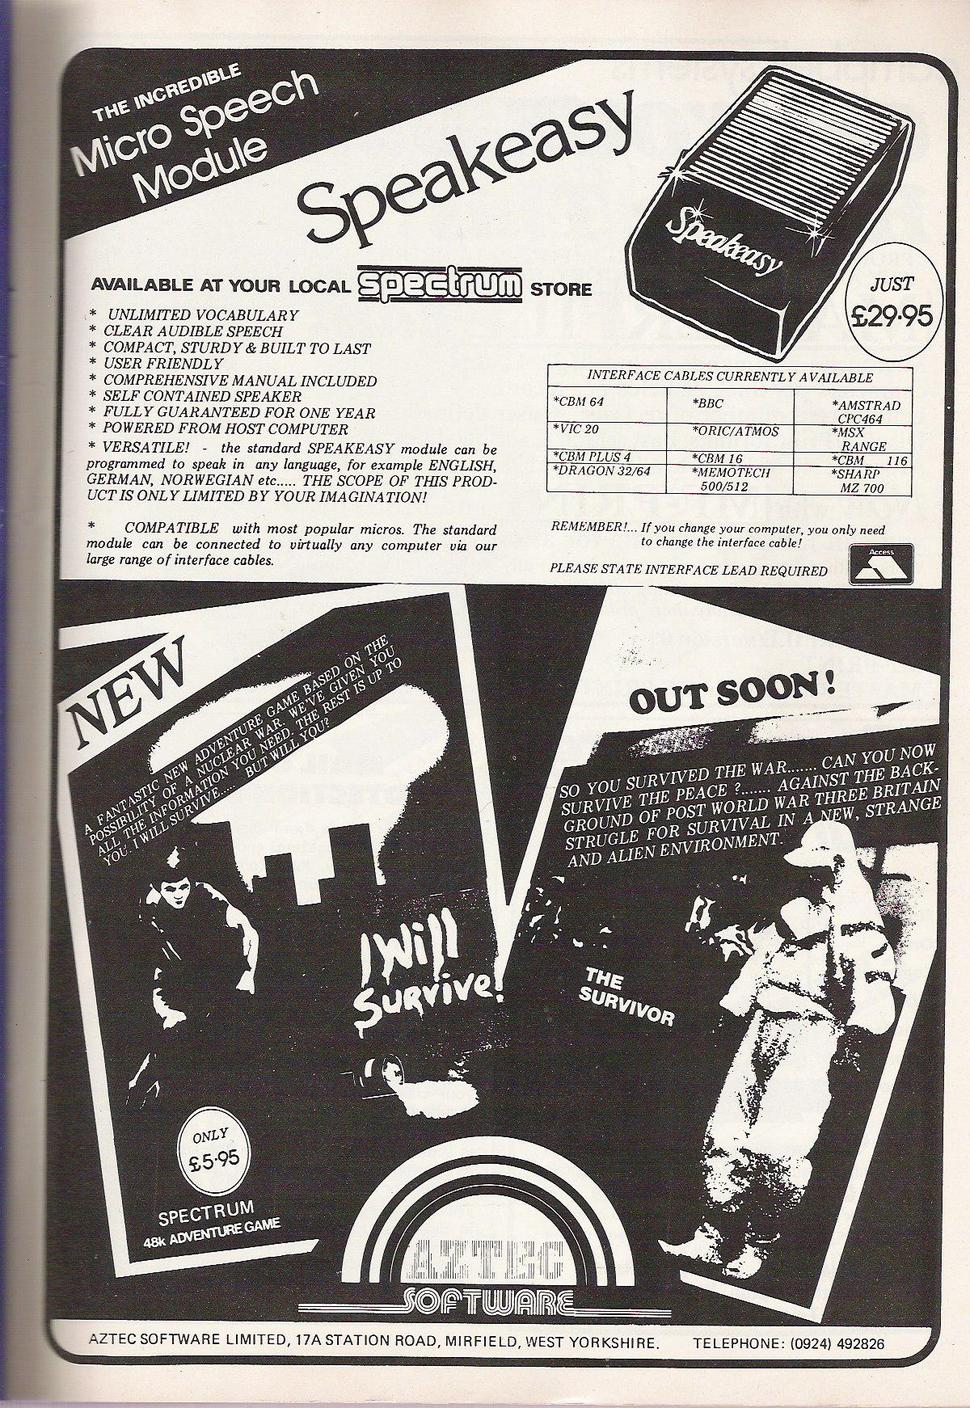 THE INCREDIBLE
Micro Speech
Module
Speakeasy
Speakeasy
JUST
£29·95
AVAILABLE AT YOUR LOCAL spectrum STORE
* UNLIMITED VOCABULARY
* CLEAR AUDIBLE SPEECH
* COMPACT, STURDY & BUILT TO LAST
* USER FRIENDLY
* COMPREHENSIVE MANUAL INCLUDED
* SELF CONTAINED SPEAKER
* FULLY GUARANTEED FOR ONE YEAR
* POWERED FROM HOST COMPUTER
* VERSATILE! - the standard SPEAKEASY module can be
programmed to speak in any language, for example ENGLISH,
GERMAN, NORWEGIAN etc..... THE SCOPE OF THIS PROD-
UCT IS ONLY LIMITED BY YOUR IMAGINATION!
* COMPATIBLE with most popular micros. The standard
module can be connected to virtually any computer via our
large range of interface cables.
INTERFACE CABLES CURRENTLY AVAILABLE
*CBM 64 *BBC *AMSTRAD
CPC464
*VIC 20 *ORIC/ATMOS *MSX
RANGE
*CBM PLUS 4 *CBM 16 *CBM 116
*DRAGON 32/64 *MEMOTECH *SHARP
500/512 MZ 700
REMEMBER!... If you change your computer, you only need
to change the interface cable!
PLEASE STATE INTERFACE LEAD REQUIRED
Access
NEW
A FANTASTIC NEW ADVENTURE GAME BASED ON THE
POSSIBILITY OF A NUCLEAR WAR. WE'VE GIVEN YOU
ALL THE INFORMATION YOU NEED. THE REST IS UP TO
YOU. I WILL SURVIVE..... BUT WILL YOU?
I Will
Survive!
ONLY
£5·95
SPECTRUM
48k ADVENTURE GAME
OUT SOON!
SO YOU SURVIVED THE WAR....... CAN YOU NOW
SURVIVE THE PEACE ?....... AGAINST THE BACK-
GROUND OF POST WORLD WAR THREE BRITAIN
STRUGLE FOR SURVIVAL IN A NEW, STRANGE
AND ALIEN ENVIRONMENT.
THE
SURVIVOR
AZTEC
SOFTWARE
AZTEC SOFTWARE LIMITED, 17A STATION ROAD, MIRFIELD, WEST YORKSHIRE. TELEPHONE: (0924) 492826